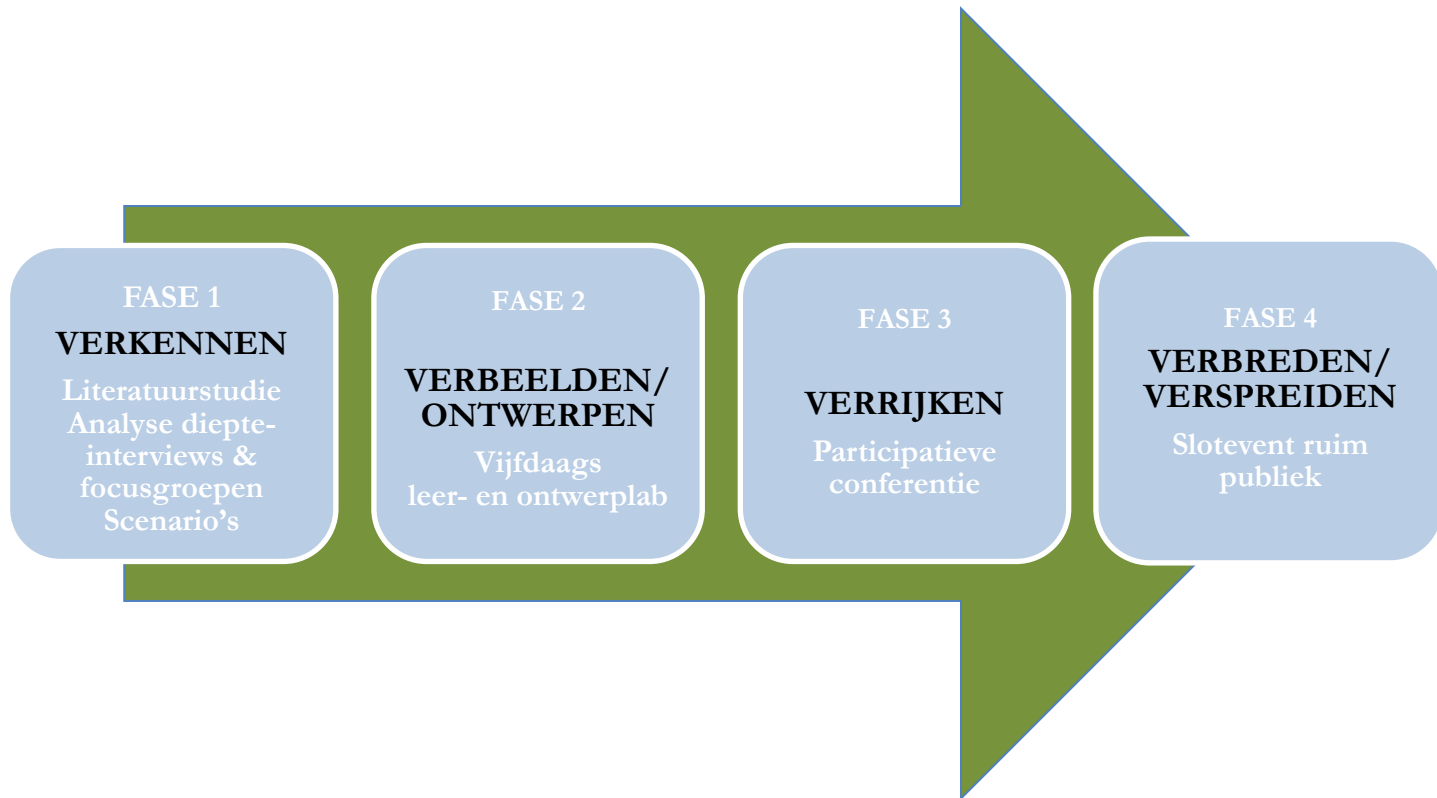 FASE 1
VERKENNEN
Literatuurstudie
Analyse diepte-
interviews &
focusgroepen
Scenario’s
FASE 2
VERBEELDEN/
ONTWERPEN
Vijfdaags
leer- en ontwerplab
FASE 3
VERRIJKEN
Participatieve
conferentie
FASE 4
VERBREDEN/
VERSPREIDEN
Slotevent ruim
publiek